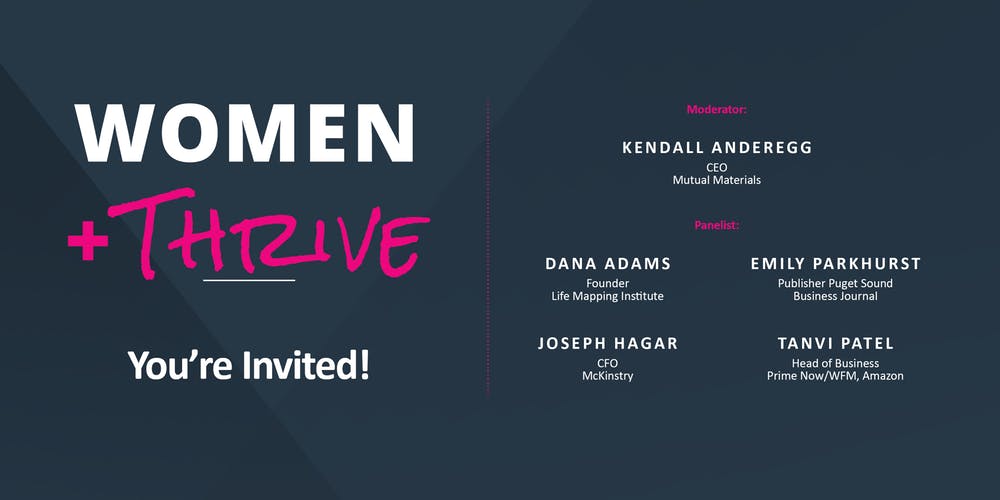 WOMEN
+THRIVE
You're Invited!
Moderator:
KENDALL ANDEREGG
CEO
Mutual Materials
Panelist:
DANA ADAMS
Founder
Life Mapping Institute
EMILY PARKHURST
Publisher Puget Sound
Business Journal
JOSEPH HAGAR
CFO
McKinstry
TANVI PATEL
Head of Business
Prime Now/WFM, Amazon